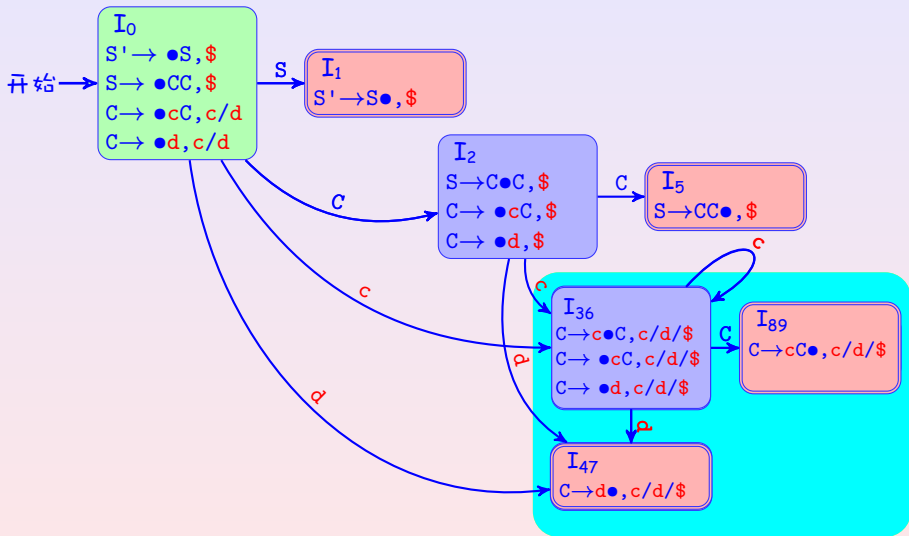 I₀
S'→ ●S,$
开始
S→ ●CC,$
C→ ●cC,c/d
C→ ●d,c/d
S
I₁
S'→S●,$
C
I₂
S→C●C,$
C→ ●cC,$
C→ ●d,$
C
I₅
S→CC●,$
c
c
c
d
d
I₃₆
C→c●C,c/d/$
C→ ●cC,c/d/$
C→ ●d,c/d/$
C
I₈₉
C→cC●,c/d/$
d
I₄₇
C→d●,c/d/$